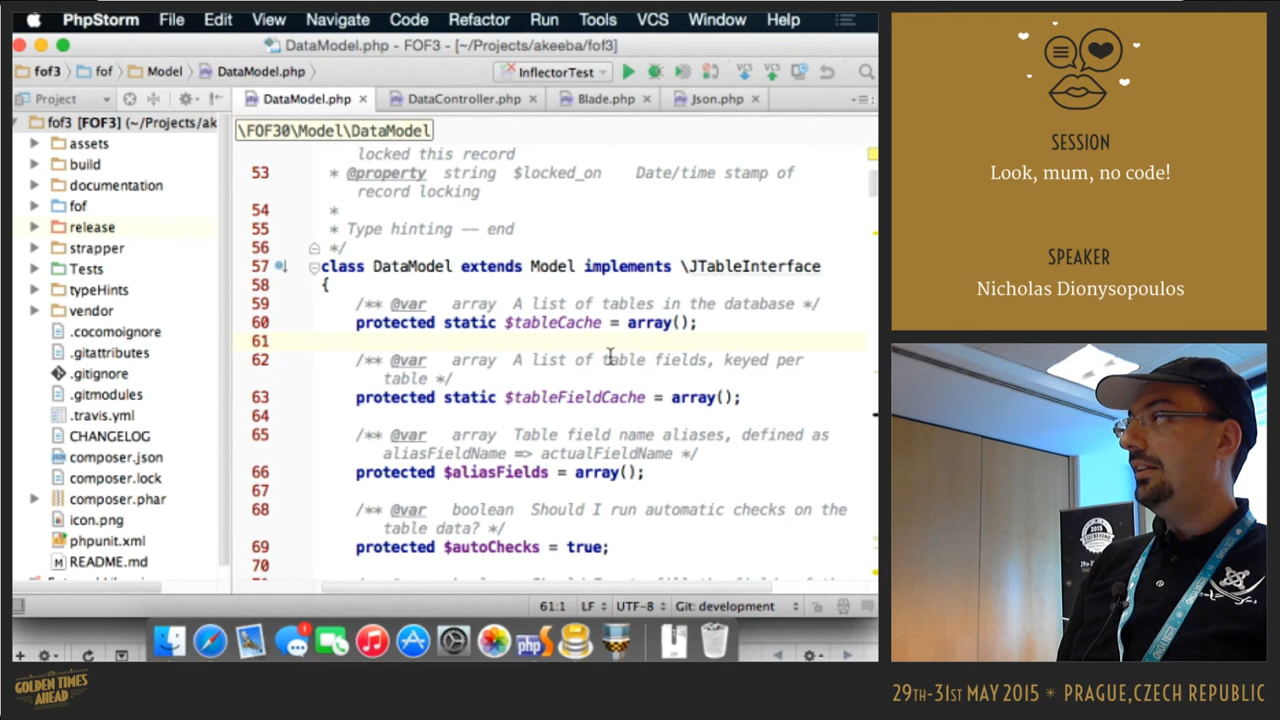 PhpStorm File Edit View Navigate Code Refactor Run Tools VCS Window Help
DataModel.php - FOF3 - [~/Projects/akeeba/fof3]
fof3 fof Model DataModel.php InflectorTest VCS VCS
Project DataModel.php DataController.php Blade.php Json.php
fof3 [FOF3] (~/Projects/ak
assets
build
documentation
fof
release
strapper
Tests
typeHints
vendor
.cocomoignore
.gitattributes
.gitignore
.gitmodules
.travis.yml
CHANGELOG
composer.json
composer.lock
composer.phar
icon.png
phpunit.xml
README.md
\FOF30\Model\DataModel
locked this record
53 * @property string $locked_on Date/time stamp of
record locking
54 *
55 * Type hinting -- end
56 */
57 class DataModel extends Model implements \JTableInterface
58 {
59 /** @var array A list of tables in the database */
60 protected static $tableCache = array();
61
62 /** @var array A list of table fields, keyed per
table */
63 protected static $tableFieldCache = array();
64
65 /** @var array Table field name aliases, defined as
aliasFieldName => actualFieldName */
66 protected $aliasFields = array();
67
68 /** @var boolean Should I run automatic checks on the
table data? */
69 protected $autoChecks = true;
70
61:1 LF UTF-8 Git: development
php
SESSION
Look, mum, no code!
SPEAKER
Nicholas Dionysopoulos
2015
GOLDEN TIMES
AHEAD
29TH-31ST MAY 2015 * PRAGUE, CZECH REPUBLIC